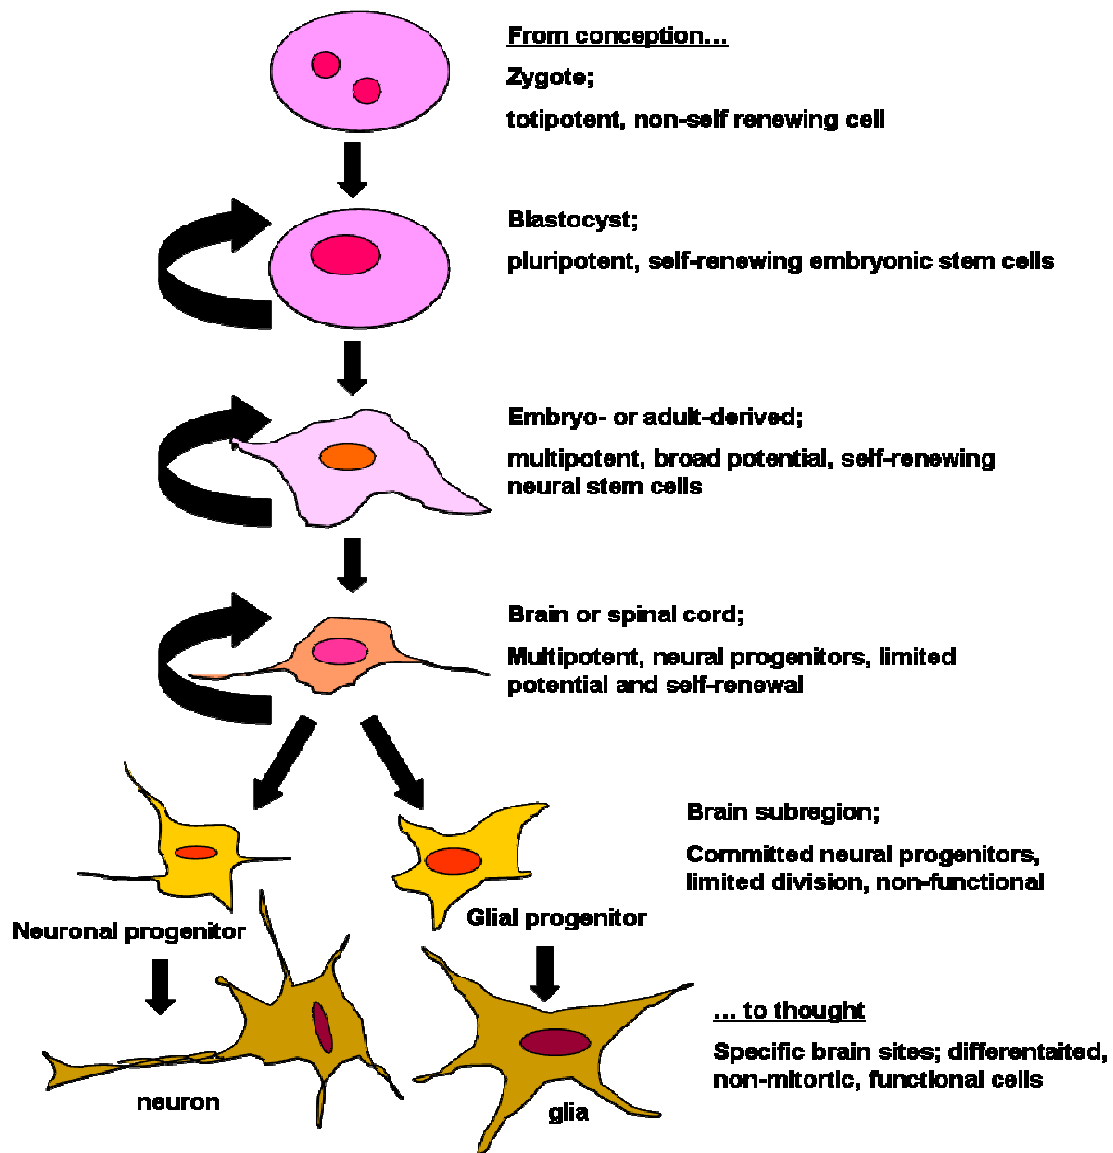 From conception...
Zygote;
totipotent, non-self renewing cell
Blastocyst;
pluripotent, self-renewing embryonic stem cells
Embryo- or adult-derived;
multipotent, broad potential, self-renewing
neural stem cells
Brain or spinal cord;
Multipotent, neural progenitors, limited
potential and self-renewal
Brain subregion;
Committed neural progenitors,
limited division, non-functional
Neuronal progenitor
Glial progenitor
... to thought
Specific brain sites; differentaited,
non-mitortic, functional cells
neuron
glia